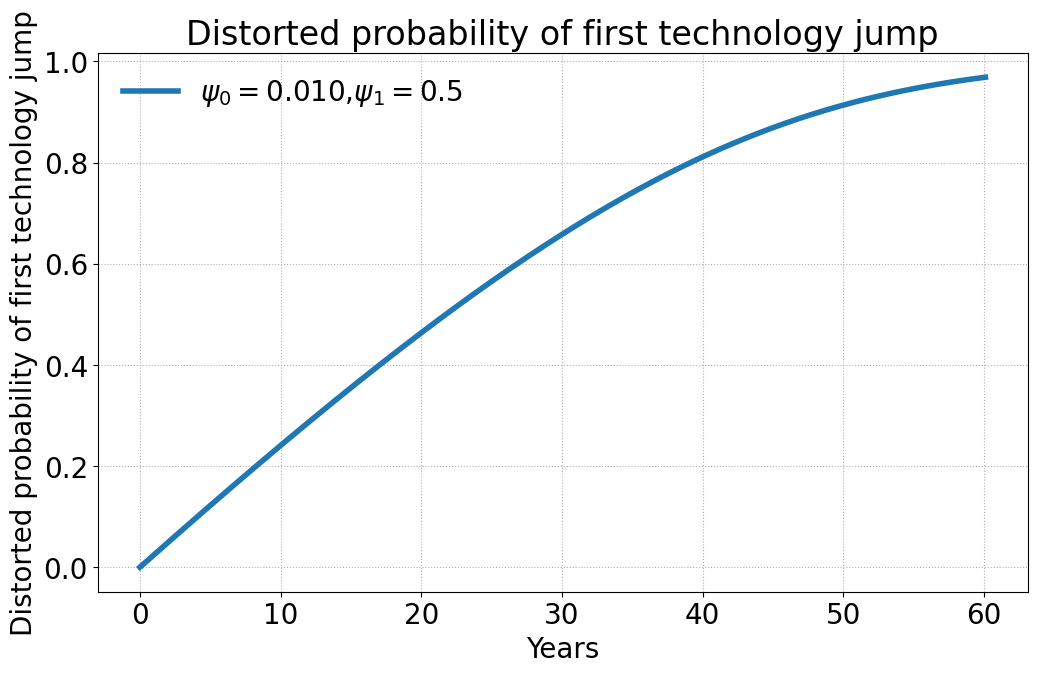 Distorted probability of first technology jump
Distorted probability of first technology jump
1.0
0.8
0.6
0.4
0.2
0.0
ψ₀ = 0.010,ψ₁ = 0.5
0 10 20 30 40 50 60
Years